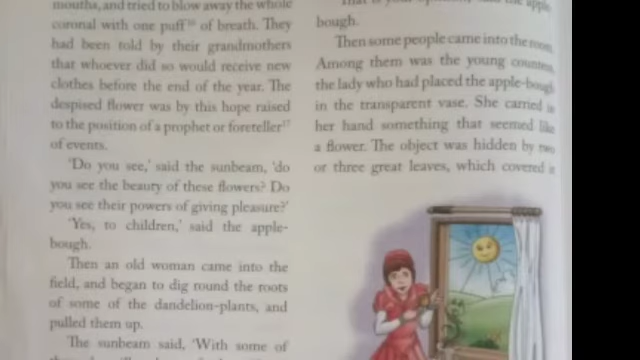 mouths, and tried to blow away the whole
coronal with one puff¹⁶ of breath. They
had been told by their grandmothers
that whoever did so would receive new
clothes before the end of the year. The
despised flower was by this hope raised
to the position of a prophet or foreteller¹⁷
of events.
'Do you see,' said the sunbeam, 'do
you see the beauty of these flowers? Do
you see their powers of giving pleasure?'
'Yes, to children,' said the apple-
bough.
Then an old woman came into the
field, and began to dig round the roots
of some of the dandelion-plants, and
pulled them up.
The sunbeam said, 'With some of
said the apple-
bough.
Then some people came into the room.
Among them was the young countess,
the lady who had placed the apple-bough
in the transparent vase. She carried in
her hand something that seemed like
a flower. The object was hidden by two
or three great leaves, which covered it